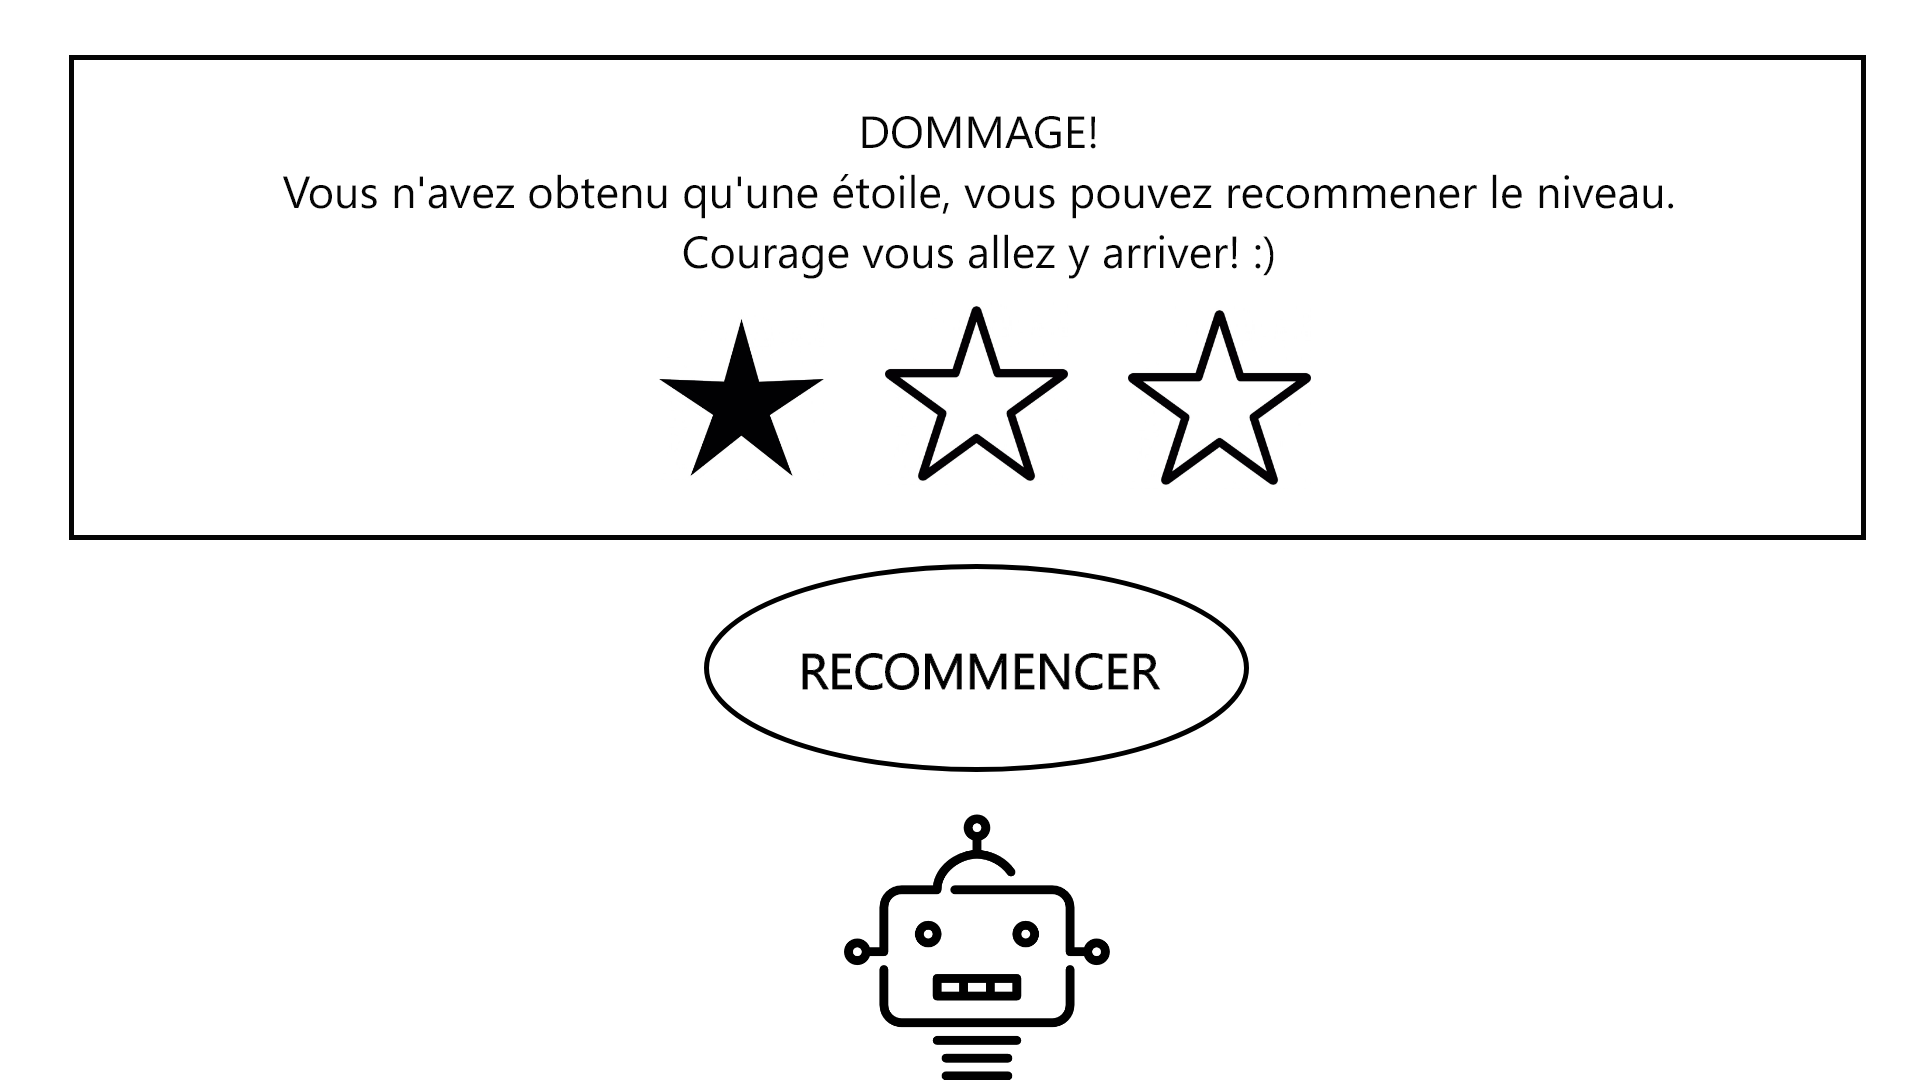 DOMMAGE!
Vous n'avez obtenu qu'une étoile, vous pouvez recommener le niveau.
Courage vous allez y arriver! :)
RECOMMENCER